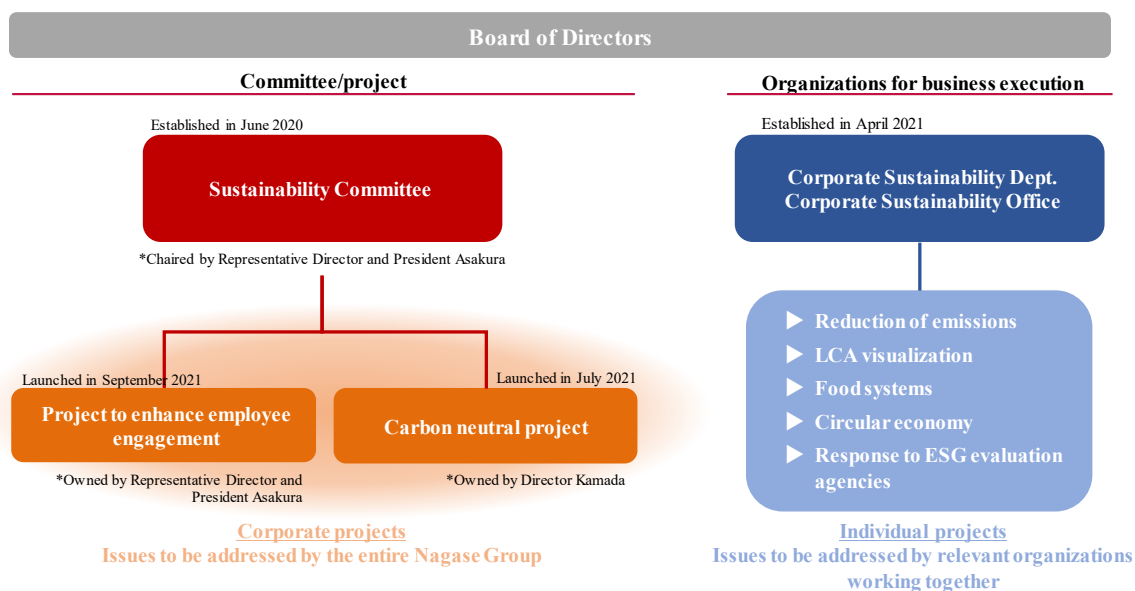 Board of Directors
Committee/project
Established in June 2020
Sustainability Committee
*Chaired by Representative Director and President Asakura
Launched in September 2021
Project to enhance employee
engagement
*Owned by Representative Director and
President Asakura
Launched in July 2021
Carbon neutral project
*Owned by Director Kamada
Corporate projects
Issues to be addressed by the entire Nagase Group
Organizations for business execution
Established in April 2021
Corporate Sustainability Dept.
Corporate Sustainability Office
▶ Reduction of emissions
▶ LCA visualization
▶ Food systems
▶ Circular economy
▶ Response to ESG evaluation
agencies
Individual projects
Issues to be addressed by relevant organizations
working together